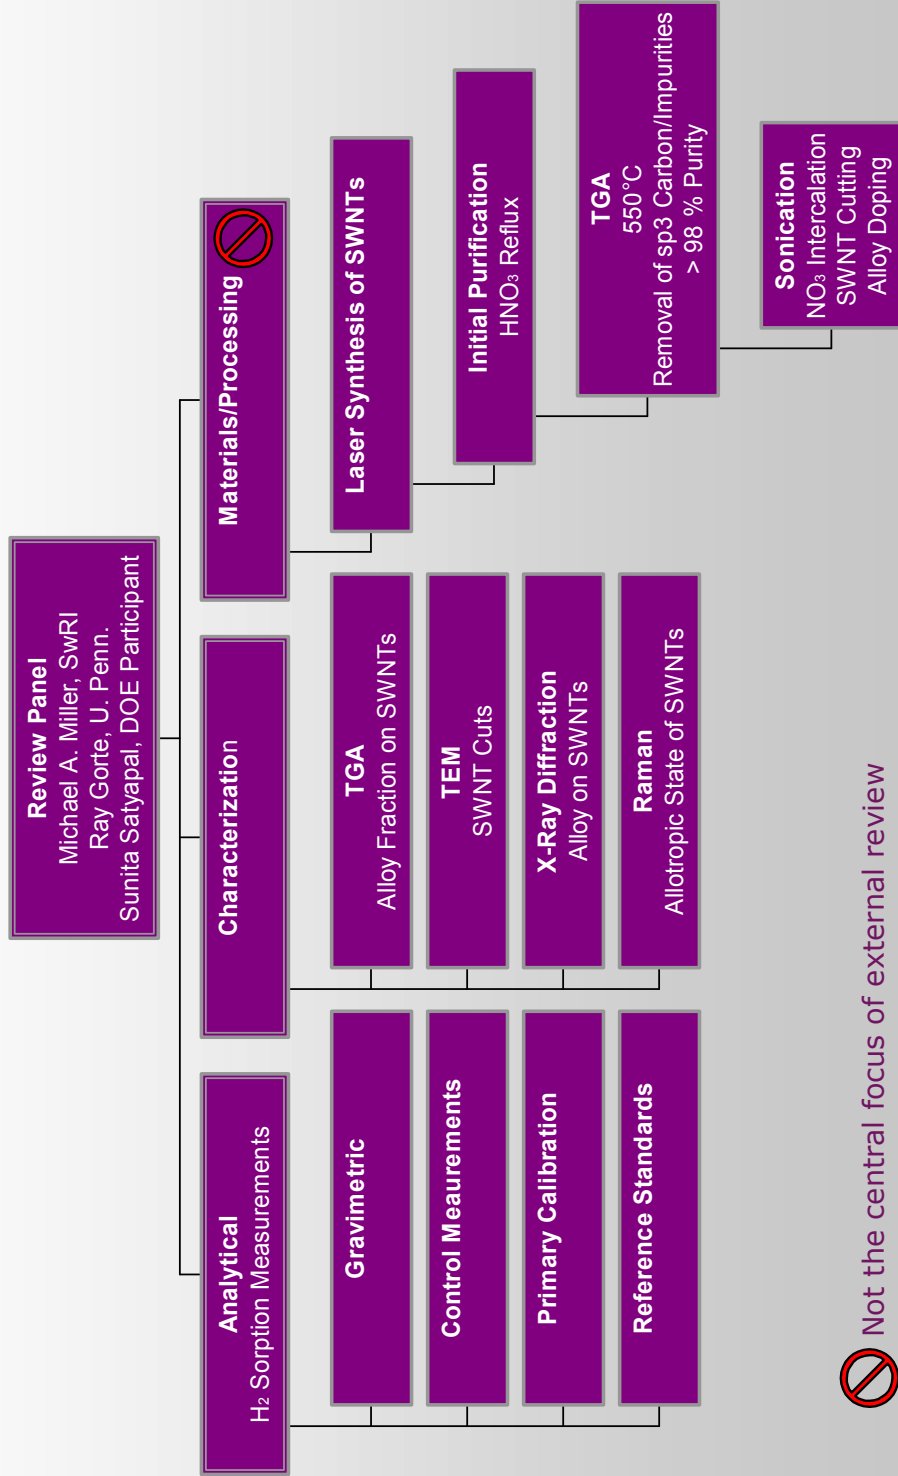 Review Panel
Michael A. Miller, SwRI
Ray Gorte, U. Penn.
Sunita Satyapal, DOE Participant
Analytical
H₂ Sorption Measurements
Gravimetric
Control Meaurements
Primary Calibration
Reference Standards
Characterization
TGA
Alloy Fraction on SWNTs
TEM
SWNT Cuts
X-Ray Diffraction
Alloy on SWNTs
Raman
Allotropic State of SWNTs
Materials/Processing
Laser Synthesis of SWNTs
Initial Purification
HNO₃ Reflux
TGA
550°C
Removal of sp3 Carbon/Impurities
> 98 % Purity
Sonication
NO₃ Intercalation
SWNT Cutting
Alloy Doping
Not the central focus of external review